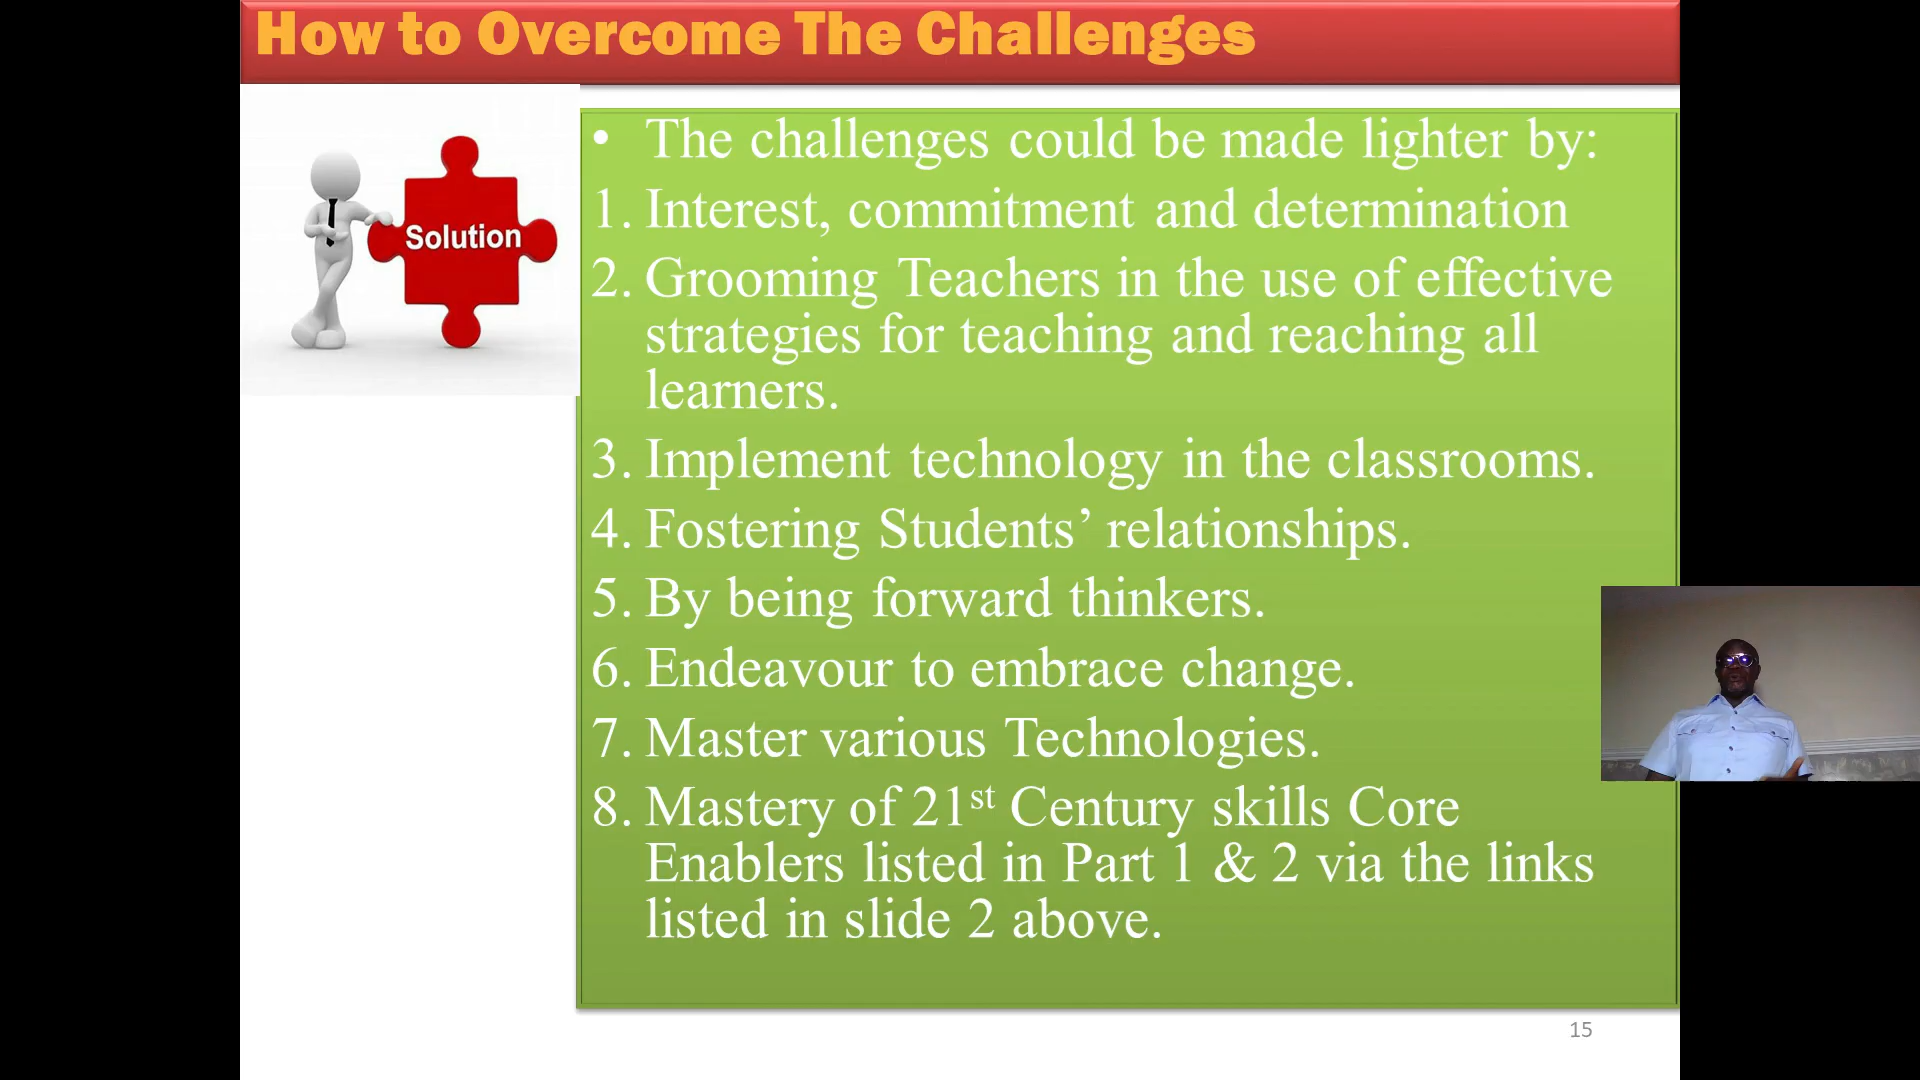 How to Overcome The Challenges
Solution
• The challenges could be made lighter by:
1. Interest, commitment and determination
2. Grooming Teachers in the use of effective
strategies for teaching and reaching all
learners.
3. Implement technology in the classrooms.
4. Fostering Students’ relationships.
5. By being forward thinkers.
6. Endeavour to embrace change.
7. Master various Technologies.
8. Mastery of 21st Century skills Core
Enablers listed in Part 1 & 2 via the links
listed in slide 2 above.
15